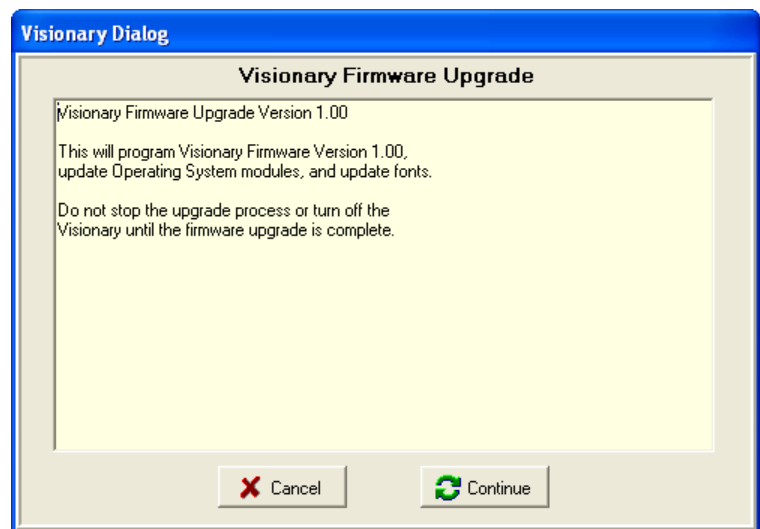 Visionary Dialog
Visionary Firmware Upgrade
Visionary Firmware Upgrade Version 1.00
This will program Visionary Firmware Version 1.00,
update Operating System modules, and update fonts.
Do not stop the upgrade process or turn off the
Visionary until the firmware upgrade is complete.
Cancel
Continue